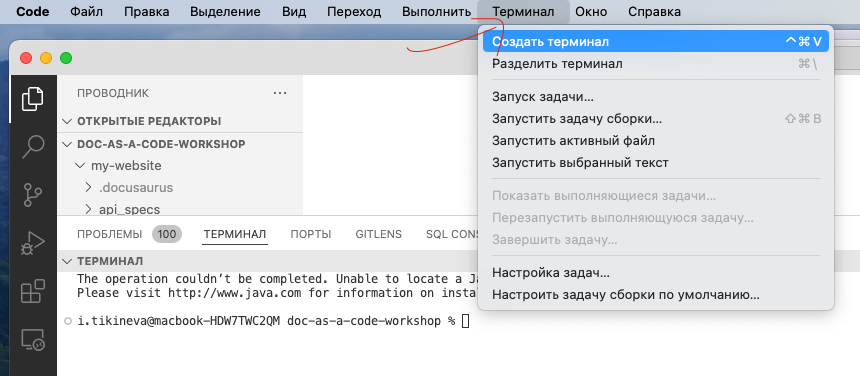 Code Файл Правка Выделение Вид Переход Выполнить Терминал Окно Справка
Создать терминал ^⌘V
Разделить терминал ⌘\
Запуск задачи...
Запустить задачу сборки... ⇧⌘B
Запустить активный файл
Запустить выбранный текст
Показать выполняющиеся задачи...
Перезапустить выполняющуюся задачу...
Завершить задачу...
Настройка задач...
Настроить задачу сборки по умолчанию...
ПРОВОДНИК ...
ОТКРЫТЫЕ РЕДАКТОРЫ
DOC-AS-A-CODE-WORKSHOP
my-website
.docusaurus
api_specs
ПРОБЛЕМЫ 100 ТЕРМИНАЛ ПОРТЫ GITLENS SQL CONS
ТЕРМИНАЛ
The operation couldn't be completed. Unable to locate a Ja
Please visit http://www.java.com for information on insta
i.tikineva@macbook-HDW7TWC2QM doc-as-a-code-workshop %